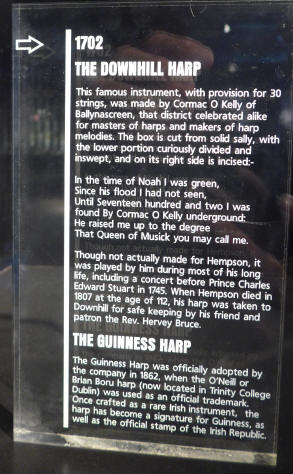 1702
THE DOWNHILL HARP
This famous instrument, with provision for 30
strings, was made by Cormac O Kelly of
Ballynascreen, that district celebrated alike
for masters of harps and makers of harp
melodies. The box is cut from solid sally, with
the lower portion curiously divided and
inswept, and on its right side is incised:-
In the time of Noah I was green,
Since his flood I had not seen,
Until Seventeen hundred and two I was
found By Cormac O Kelly underground:
He raised me up to the degree
That Queen of Musick you may call me.
Though not actually made for Hempson, it
was played by him during most of his long
life, including a concert before Prince Charles
Edward Stuart in 1745. When Hempson died in
1807 at the age of 112, his harp was taken to
Downhill for safe keeping by his friend and
patron the Rev. Hervey Bruce.
THE GUINNESS HARP
The Guinness Harp was officially adopted by
the company in 1862, when the O'Neill or
Brian Boru harp (now located in Trinity College
Dublin) was used as an official trademark.
Once crafted as a rare Irish instrument, the
harp has become a signature for Guinness, as
well as the official stamp of the Irish Republic.